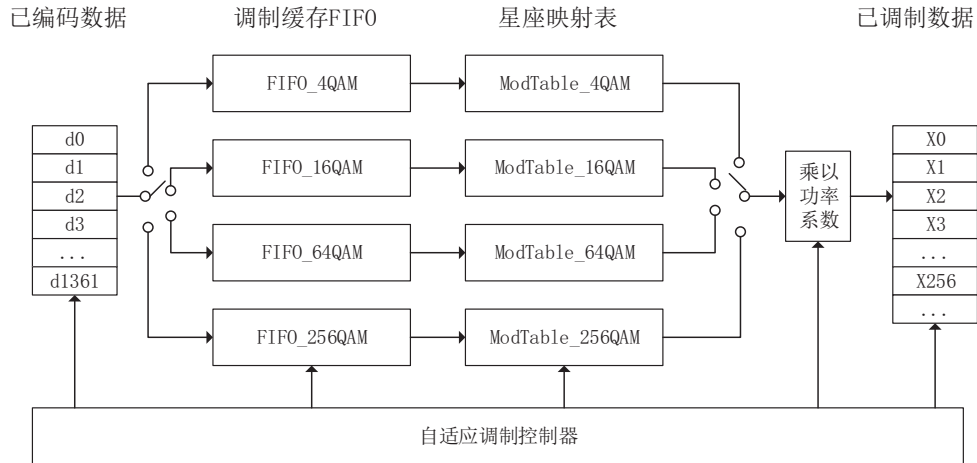 已编码数据 调制缓存FIFO 星座映射表 已调制数据
FIFO_4QAM ModTable_4QAM
d0 X0
d1 FIFO_16QAM ModTable_16QAM X1
d2 X2
d3 X3
FIFO_64QAM ModTable_64QAM
... ...
d1361 X256
...
FIFO_256QAM ModTable_256QAM
乘以
功率
系数
自适应调制控制器